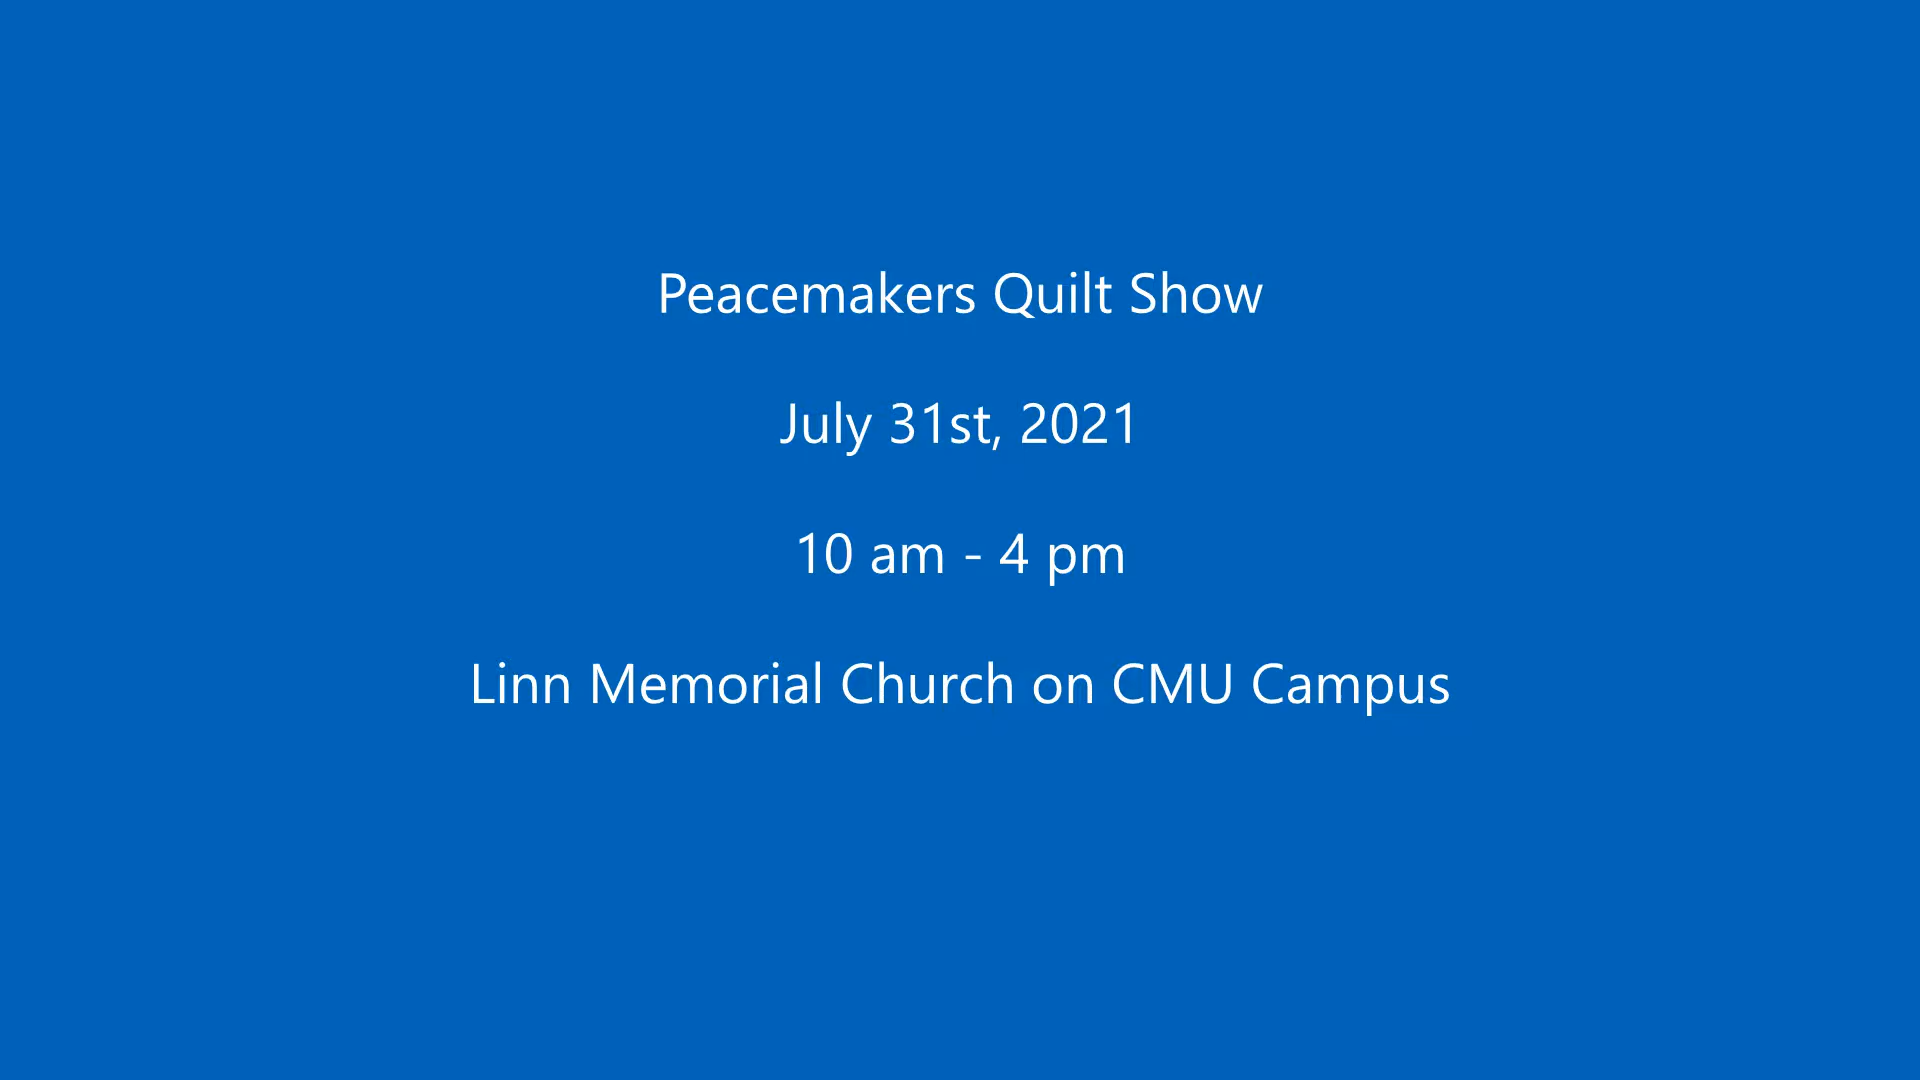 Peacemakers Quilt Show
July 31st, 2021
10 am - 4 pm
Linn Memorial Church on CMU Campus